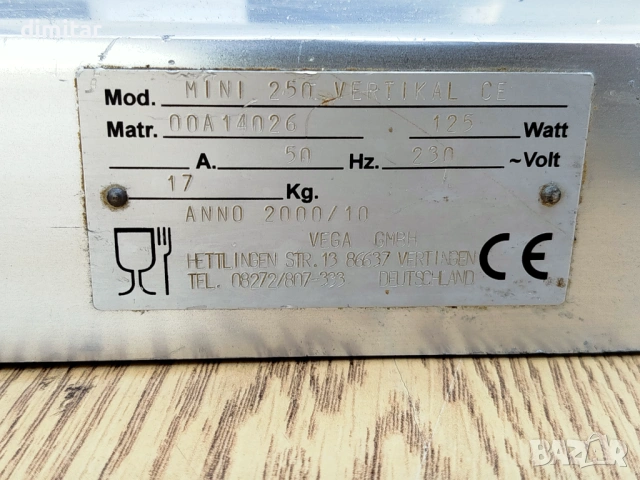 dimitar
Mod. MINI 250 VERTIKAL CE
Matr. 00A14026 125 Watt
A. 50 Hz. 230 ~Volt
17 Kg.
ANNO 2000/10
VEGA GMBH
HETTLINGEN STR. 13 86637 VERTINGEN
TEL. 08272/807-333 DEUTSCHLAND
CE
BAZAR